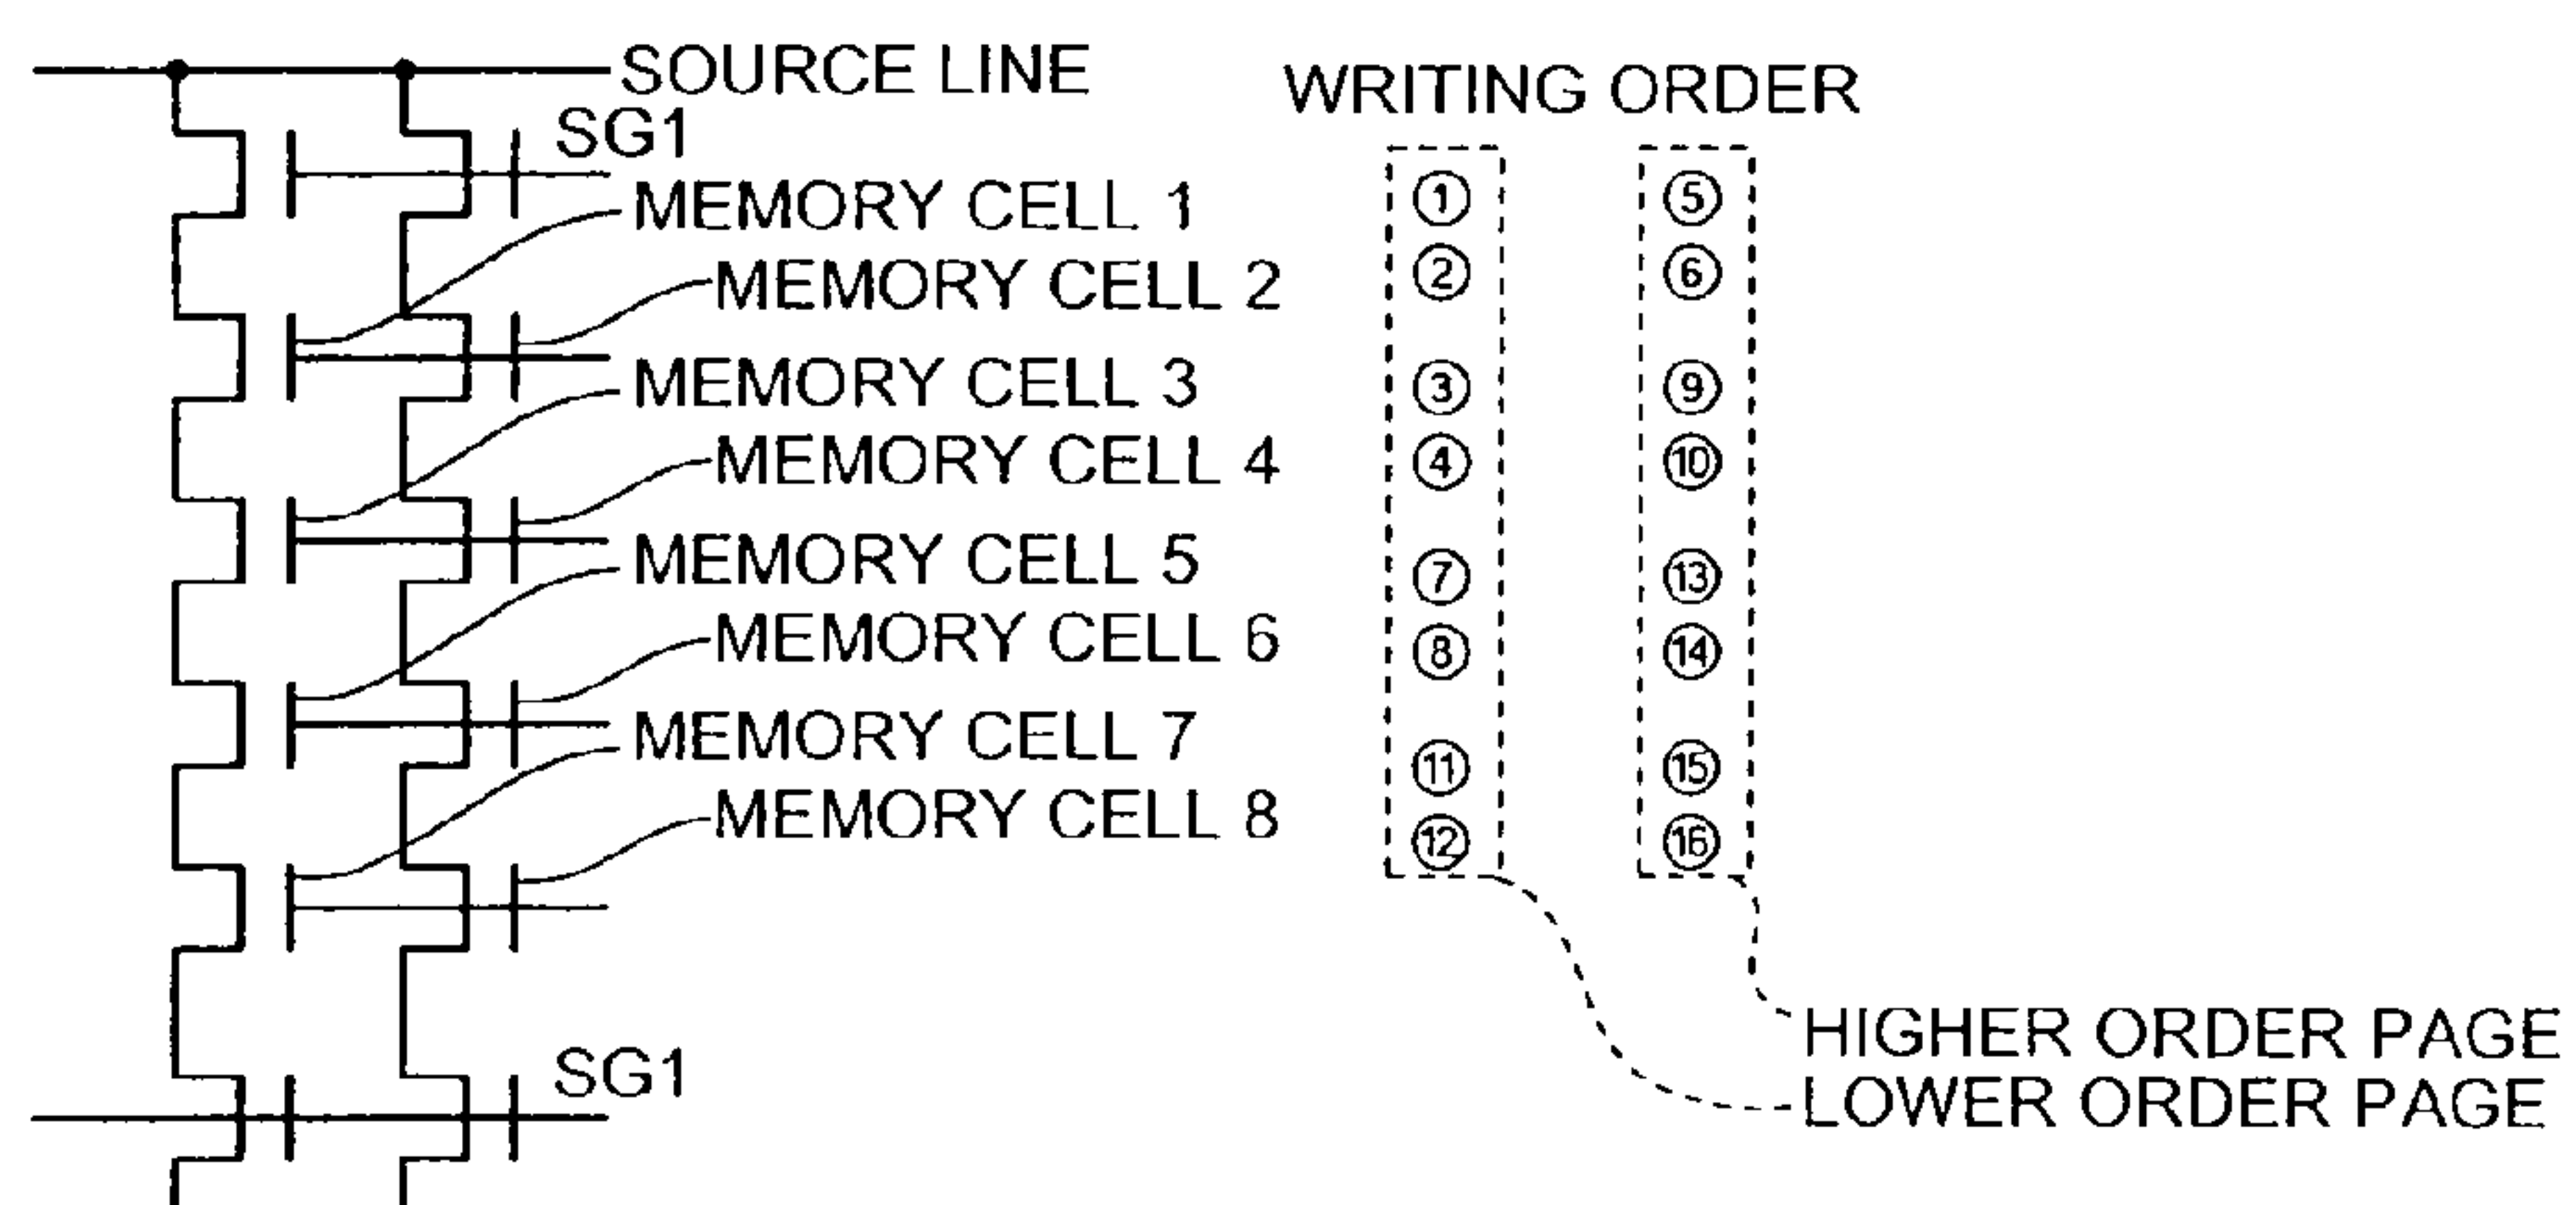 SOURCE LINE
SG1
WRITING ORDER
MEMORY CELL 1 ① ⑤
MEMORY CELL 2 ② ⑥
MEMORY CELL 3 ③ ⑨
MEMORY CELL 4 ④ ⑩
MEMORY CELL 5 ⑦ ⑬
MEMORY CELL 6 ⑧ ⑭
MEMORY CELL 7 ⑪ ⑮
MEMORY CELL 8 ⑫ ⑯
SG1
HIGHER ORDER PAGE
LOWER ORDER PAGE